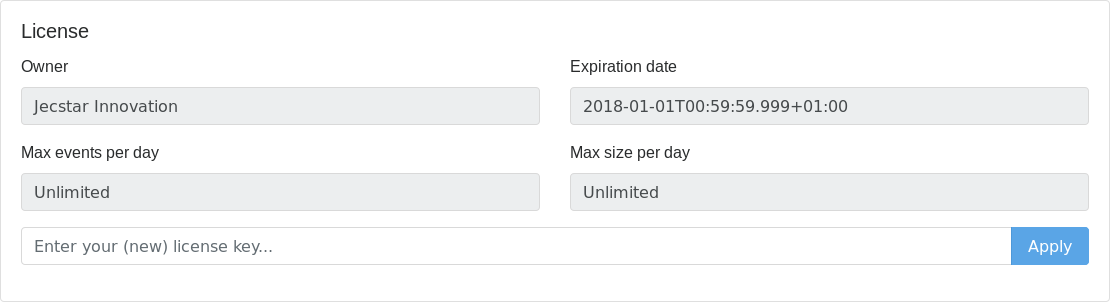 License
Owner
Expiration date
Jecstar Innovation
2018-01-01T00:59:59.999+01:00
Max events per day
Max size per day
Unlimited
Unlimited
Enter your (new) license key...
Apply